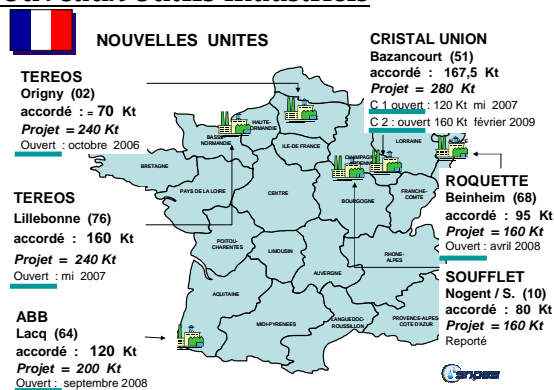 NOUVELLES UNITES
TEREOS
Origny (02)
accordé : = 70 Kt
Projet = 240 Kt
Ouvert : octobre 2006
TEREOS
Lillebonne (76)
accordé : 160 Kt
Projet = 240 Kt
Ouvert : mi 2007
ABB
Lacq (64)
accordé : 120 Kt
Projet = 200 Kt
Ouvert : septembre 2008
CRISTAL UNION
Bazancourt (51)
accordé : 167,5 Kt
Projet = 280 Kt
C 1 ouvert : 120 Kt mi 2007
C 2 : ouvert 160 Kt février 2009
ROQUETTE
Beinheim (68)
accordé : 95 Kt
Projet = 160 Kt
Ouvert : avril 2008
SOUFFLET
Nogent / S. (10)
accordé : 80 Kt
Projet = 160 Kt
Reporté
HAUTE-
NORMANDIE
BASSE-
NORMANDIE
ILE-DE FRANCE
LORRAINE
BRETAGNE
PAYS DE LA LOIRE
CENTRE
BOURGOGNE
FRANCHE-
COMTE
POITOU-
CHARENTES
LIMOUSIN
AUVERGNE
RHONE-
ALPES
AQUITAINE
MIDI-PYRENEES
LANGUEDOC-
ROUSSILLON
PROVENCE-ALPES
COTE D'AZUR